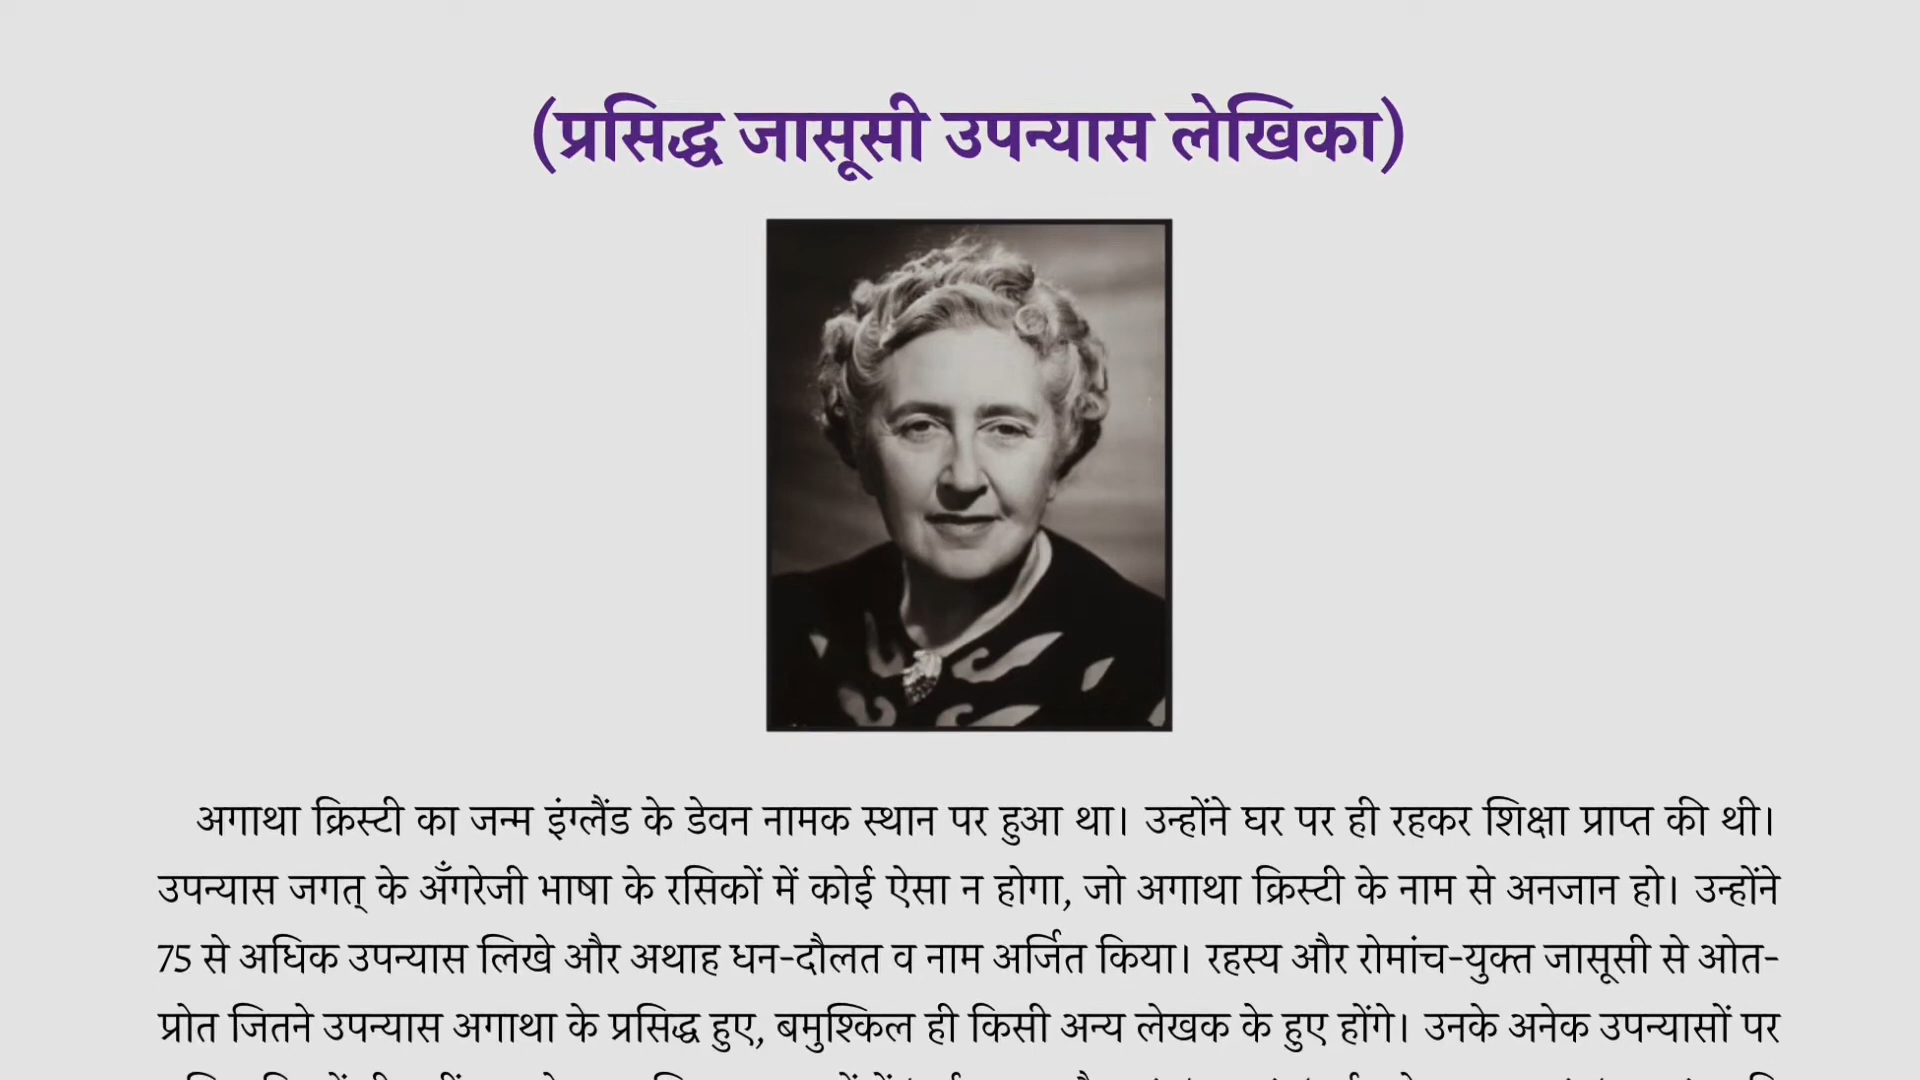 (प्रसिद्ध जासूसी उपन्यास लेखिका)
अगाथा क्रिस्टी का जन्म इंग्लैंड के डेवन नामक स्थान पर हुआ था। उन्होंने घर पर ही रहकर शिक्षा प्राप्त की थी।
उपन्यास जगत् के अँगरेजी भाषा के रसिकों में कोई ऐसा न होगा, जो अगाथा क्रिस्टी के नाम से अनजान हो। उन्होंने
75 से अधिक उपन्यास लिखे और अथाह धन-दौलत व नाम अर्जित किया। रहस्य और रोमांच-युक्त जासूसी से ओत-
प्रोत जितने उपन्यास अगाथा के प्रसिद्ध हुए, बमुश्किल ही किसी अन्य लेखक के हुए होंगे। उनके अनेक उपन्यासों पर